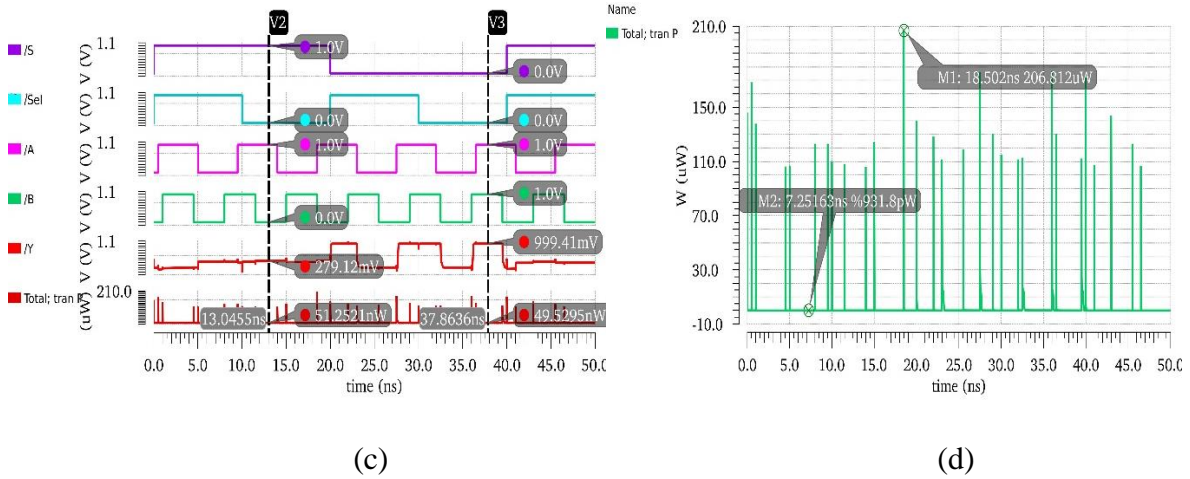 /S
/Sel
/A
/B
/Y
Total; tran P
V (V)
V (V)
V (V)
V (V)
V (V)
(uW)
1.1
1.1
1.1
1.1
1.1
210.0
V2
V3
1.0V
0.0V
0.0V
0.0V
1.0V
1.0V
0.0V
1.0V
279.12mV
999.41mV
13.0455ns
51.2521nW
37.8636ns
49.5295nW
0.0 5.0 10.0 15.0 20.0 25.0 30.0 35.0 40.0 45.0 50.0
time (ns)
(c)
Name
Total; tran P
W (uW)
210.0
150.0
110.0
70.0
30.0
-10.0
M1: 18.502ns 206.812uW
M2: 7.25163ns %931.8pW
0.0 5.0 10.0 15.0 20.0 25.0 30.0 35.0 40.0 45.0 50.0
time (ns)
(d)